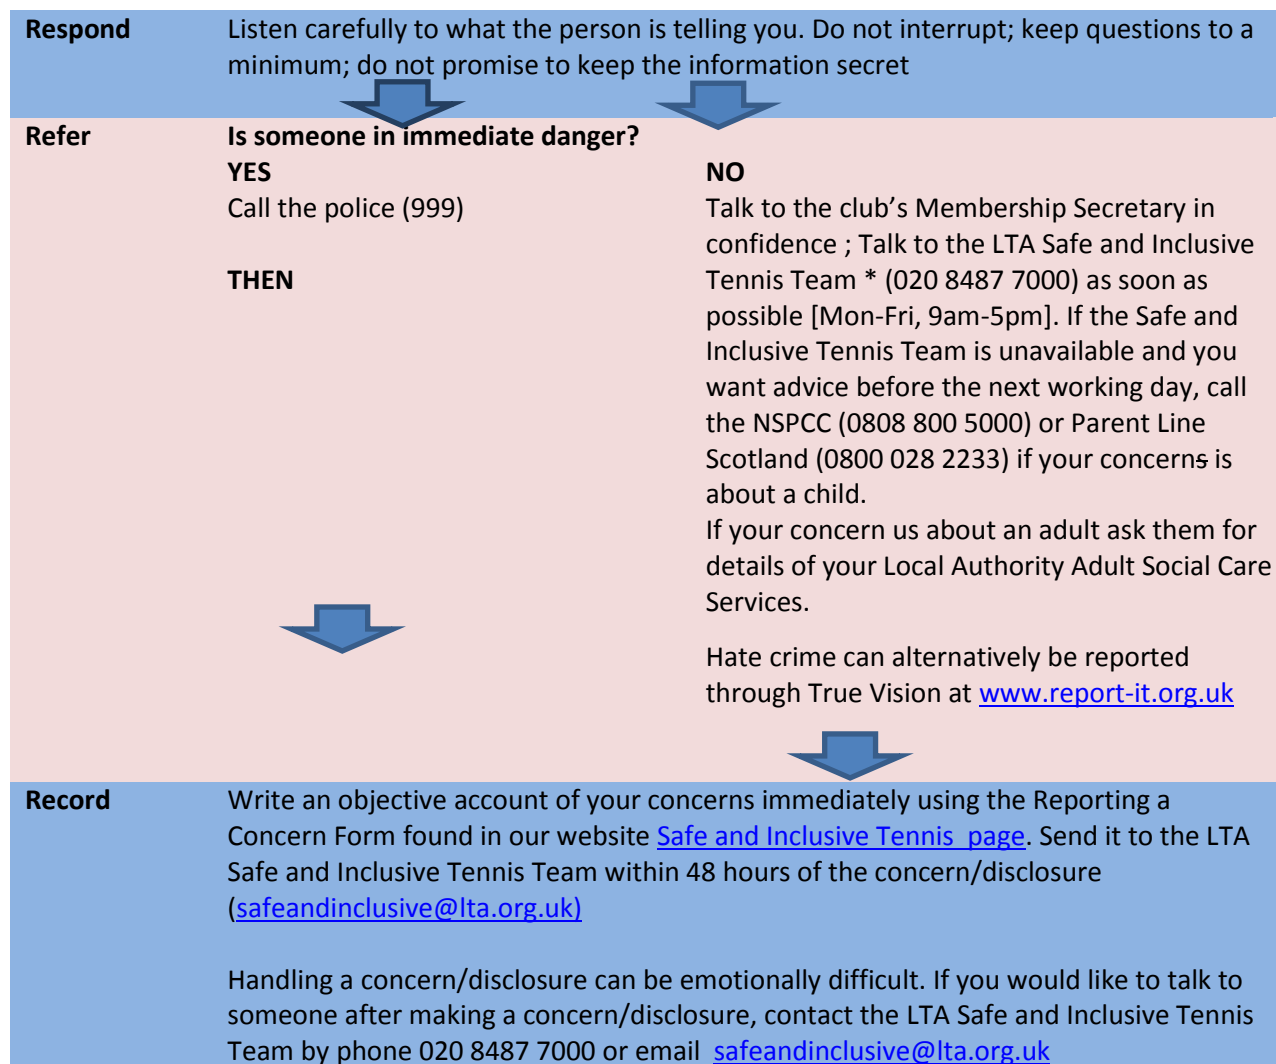 Respond Listen carefully to what the person is telling you. Do not interrupt; keep questions to a
minimum; do not promise to keep the information secret
Refer Is someone in immediate danger?
YES
Call the police (999)
THEN
NO
Talk to the club’s Membership Secretary in
confidence ; Talk to the LTA Safe and Inclusive
Tennis Team * (020 8487 7000) as soon as
possible [Mon-Fri, 9am-5pm]. If the Safe and
Inclusive Tennis Team is unavailable and you
want advice before the next working day, call
the NSPCC (0808 800 5000) or Parent Line
Scotland (0800 028 2233) if your concerns is
about a child.
If your concern us about an adult ask them for
details of your Local Authority Adult Social Care
Services.
Hate crime can alternatively be reported
through True Vision at www.report-it.org.uk
Record Write an objective account of your concerns immediately using the Reporting a
Concern Form found in our website Safe and Inclusive Tennis page. Send it to the LTA
Safe and Inclusive Tennis Team within 48 hours of the concern/disclosure
(safeandinclusive@lta.org.uk)
Handling a concern/disclosure can be emotionally difficult. If you would like to talk to
someone after making a concern/disclosure, contact the LTA Safe and Inclusive Tennis
Team by phone 020 8487 7000 or email safeandinclusive@lta.org.uk